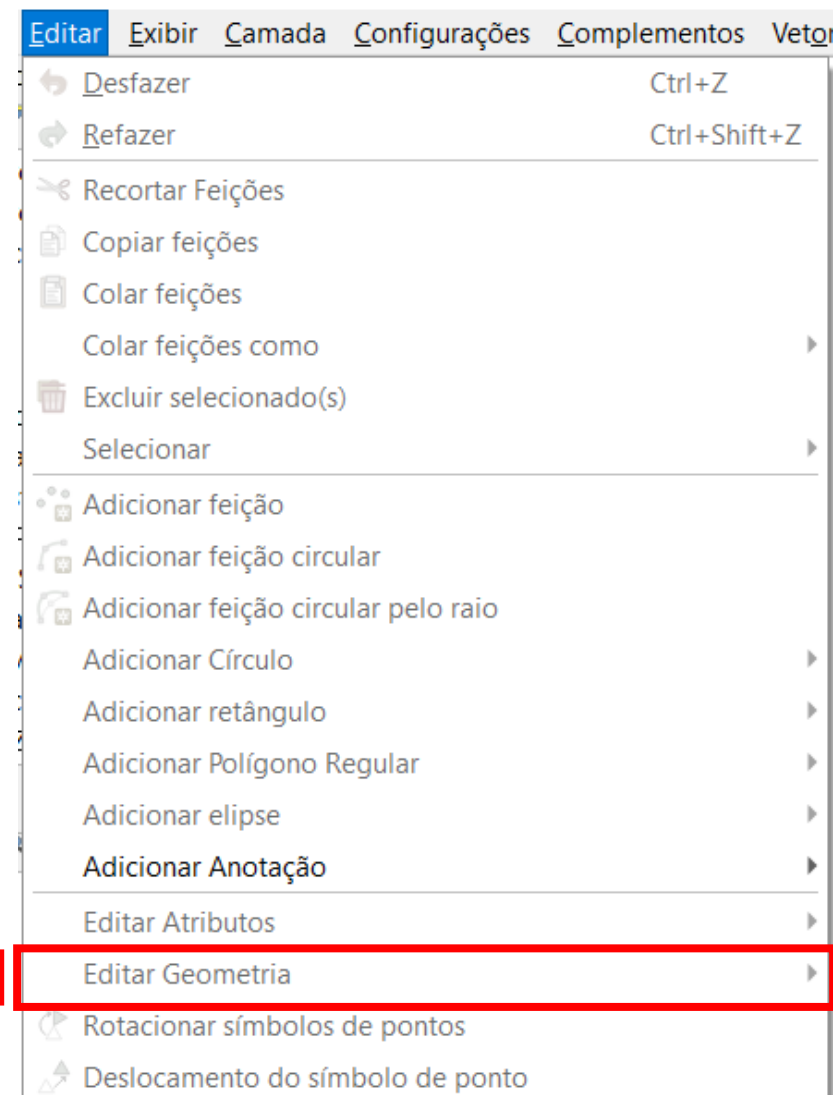 Editar Exibir Camada Configurações Complementos Vetor
Desfazer Ctrl+Z
Refazer Ctrl+Shift+Z
Recortar Feições
Copiar feições
Colar feições
Colar feições como
Excluir selecionado(s)
Selecionar
Adicionar feição
Adicionar feição circular
Adicionar feição circular pelo raio
Adicionar Círculo
Adicionar retângulo
Adicionar Polígono Regular
Adicionar elipse
Adicionar Anotação
Editar Atributos
Editar Geometria
Rotacionar símbolos de pontos
Deslocamento do símbolo de ponto